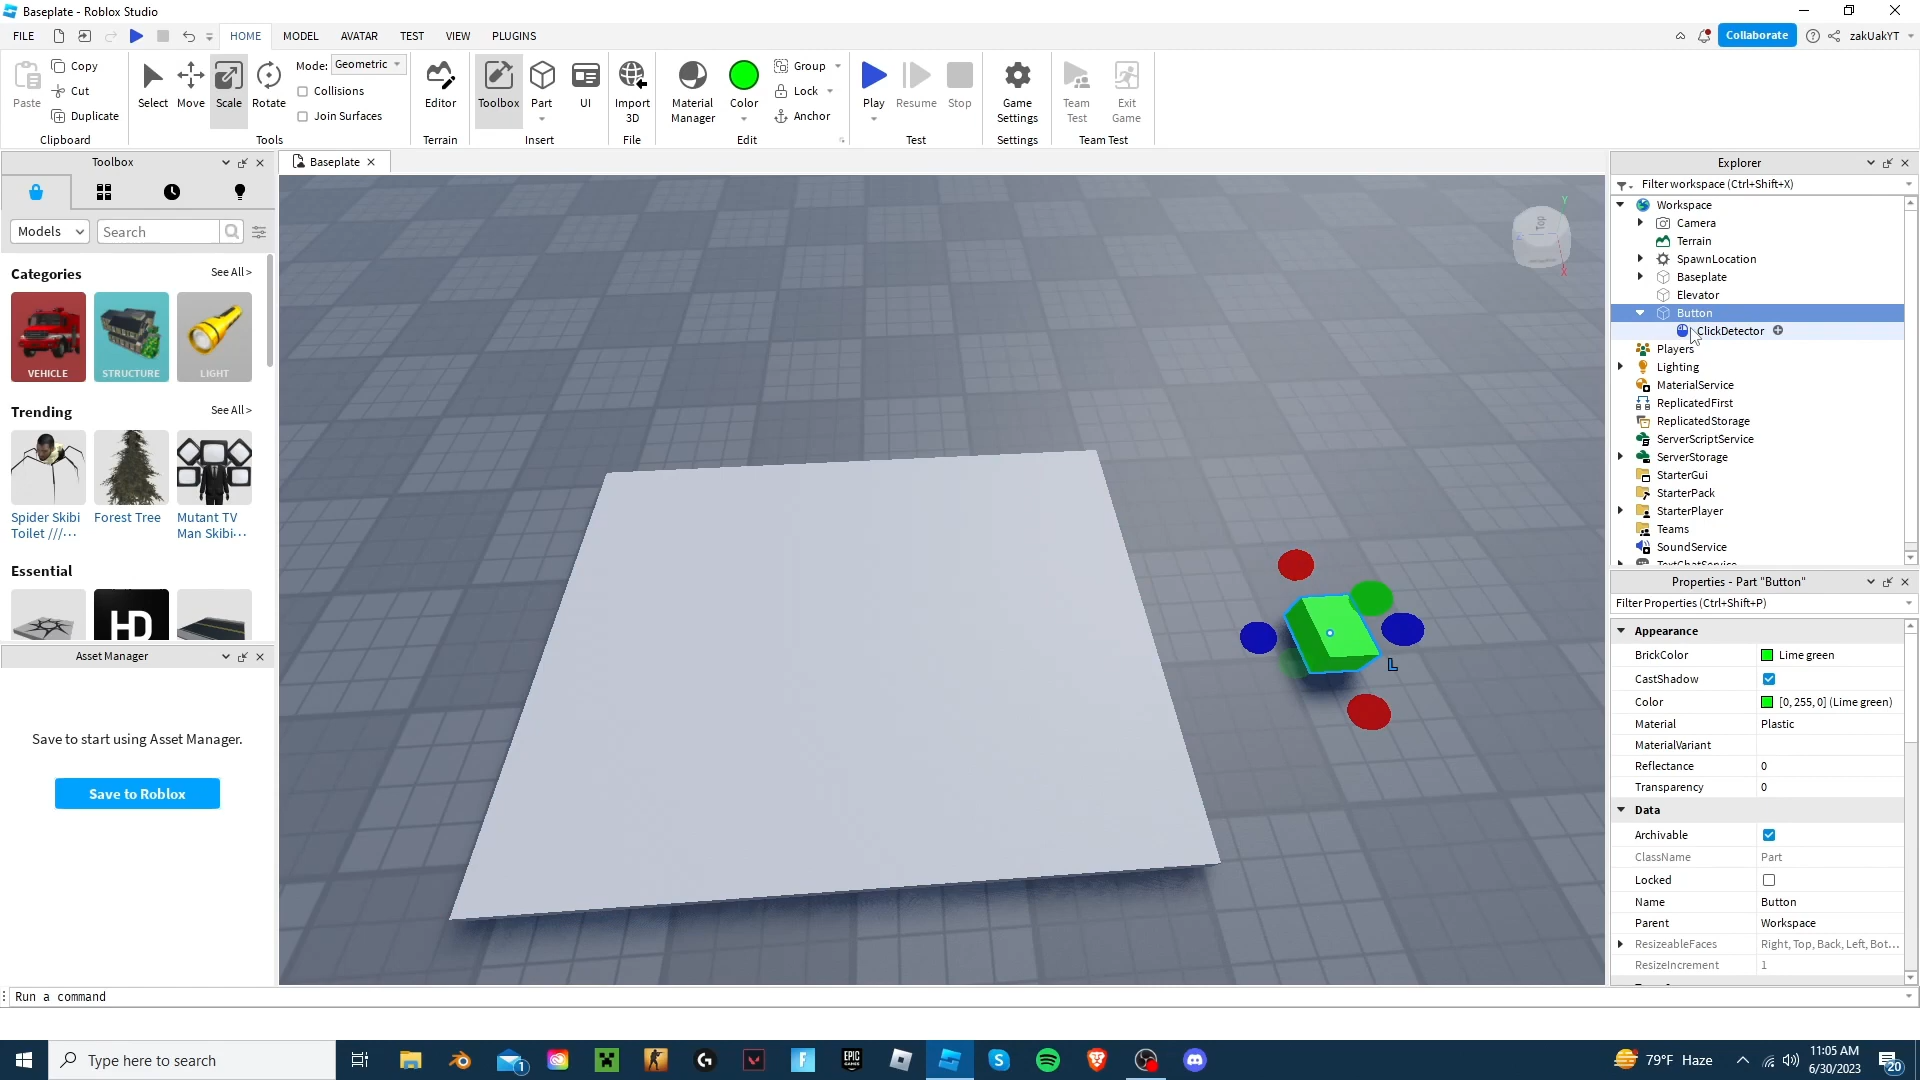 Baseplate - Roblox Studio
FILE HOME MODEL AVATAR TEST VIEW PLUGINS Collaborate zakUakYT
Paste Copy Cut Duplicate Clipboard
Select Move Scale Rotate Mode: Geometric Collisions Join Surfaces Tools
Editor Terrain
Toolbox Part UI Insert
Import 3D File
Material Manager Color Group Lock Anchor Edit
Play Resume Stop Test
Game Settings Settings
Team Test Exit Game Team Test
Toolbox
Models Search
Categories See All >
VEHICLE STRUCTURE LIGHT
Trending See All >
Spider Skibi Toilet ///... Forest Tree Mutant TV Man Skibi...
Essential
HD
Asset Manager
Save to start using Asset Manager.
Save to Roblox
Baseplate
Y
Top
Z
X
L
Explorer
Filter workspace (Ctrl+Shift+X)
Workspace
Camera
Terrain
SpawnLocation
Baseplate
Elevator
Button
ClickDetector
Players
Lighting
MaterialService
ReplicatedFirst
ReplicatedStorage
ServerScriptService
ServerStorage
StarterGui
StarterPack
StarterPlayer
Teams
SoundService
TextChatService
Properties - Part "Button"
Filter Properties (Ctrl+Shift+P)
Appearance
BrickColor Lime green
CastShadow
Color [0, 255, 0] (Lime green)
Material Plastic
MaterialVariant
Reflectance 0
Transparency 0
Data
Archivable
ClassName Part
Locked
Name Button
Parent Workspace
ResizeableFaces Right, Top, Back, Left, Bot...
ResizeIncrement 1
Run a command
Type here to search
1
EPIC GAMES
79°F Haze
11:05 AM
6/30/2023
20